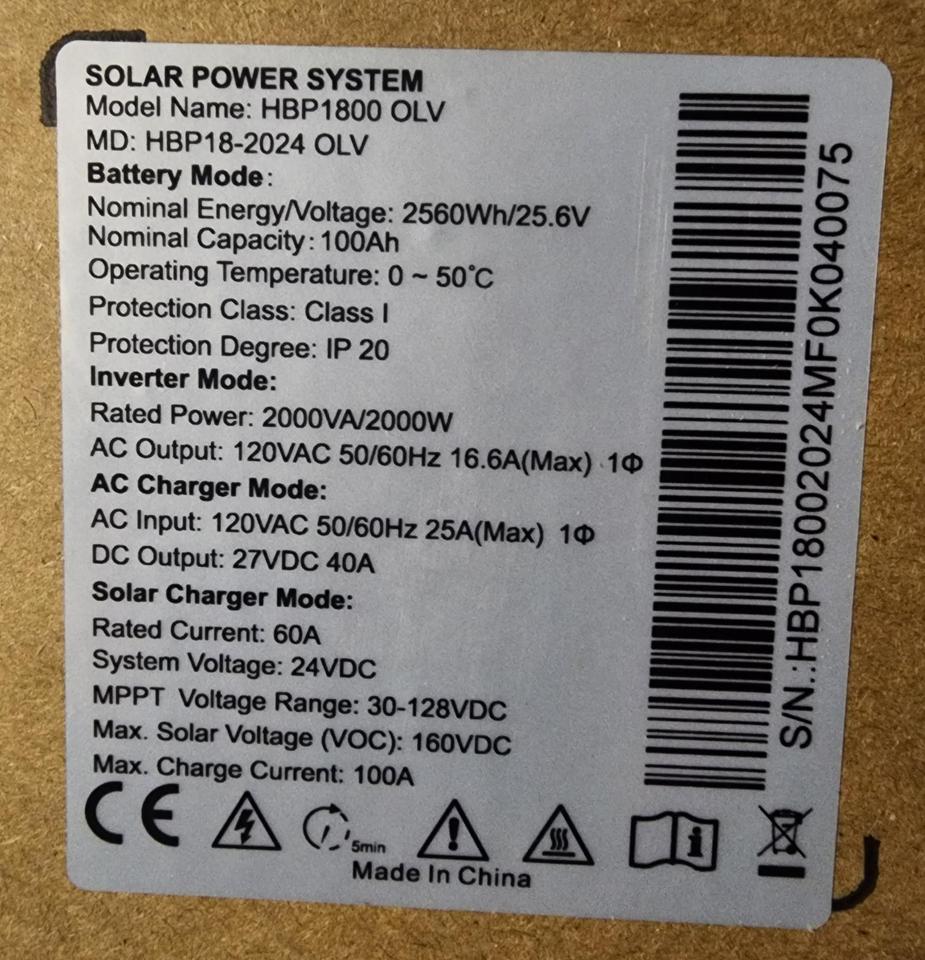 SOLAR POWER SYSTEM
Model Name: HBP1800 OLV
MD: HBP18-2024 OLV
Battery Mode:
Nominal Energy/Voltage: 2560Wh/25.6V
Nominal Capacity: 100Ah
Operating Temperature: 0 ~ 50°C
Protection Class: Class I
Protection Degree: IP 20
Inverter Mode:
Rated Power: 2000VA/2000W
AC Output: 120VAC 50/60Hz 16.6A(Max) 1Φ
AC Charger Mode:
AC Input: 120VAC 50/60Hz 25A(Max) 1Φ
DC Output: 27VDC 40A
Solar Charger Mode:
Rated Current: 60A
System Voltage: 24VDC
MPPT Voltage Range: 30-128VDC
Max. Solar Voltage (VOC): 160VDC
Max. Charge Current: 100A
CE
5min
Made In China
S/N.:HBP18002024MF0K040075